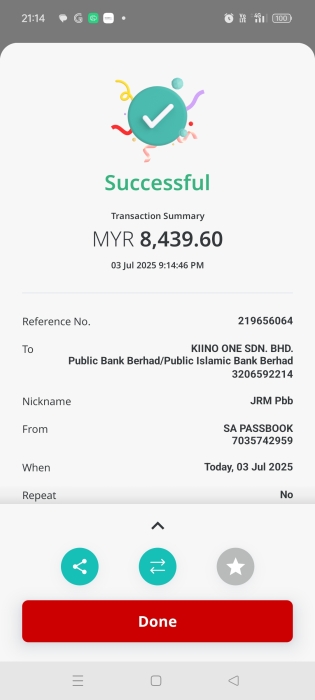 21:14
100
Successful
Transaction Summary
MYR 8,439.60
03 Jul 2025 9:14:46 PM
Reference No. 219656064
To KIINO ONE SDN. BHD.
Public Bank Berhad/Public Islamic Bank Berhad
3206592214
Nickname JRM Pbb
From SA PASSBOOK
7035742959
When Today, 03 Jul 2025
Repeat No
Done